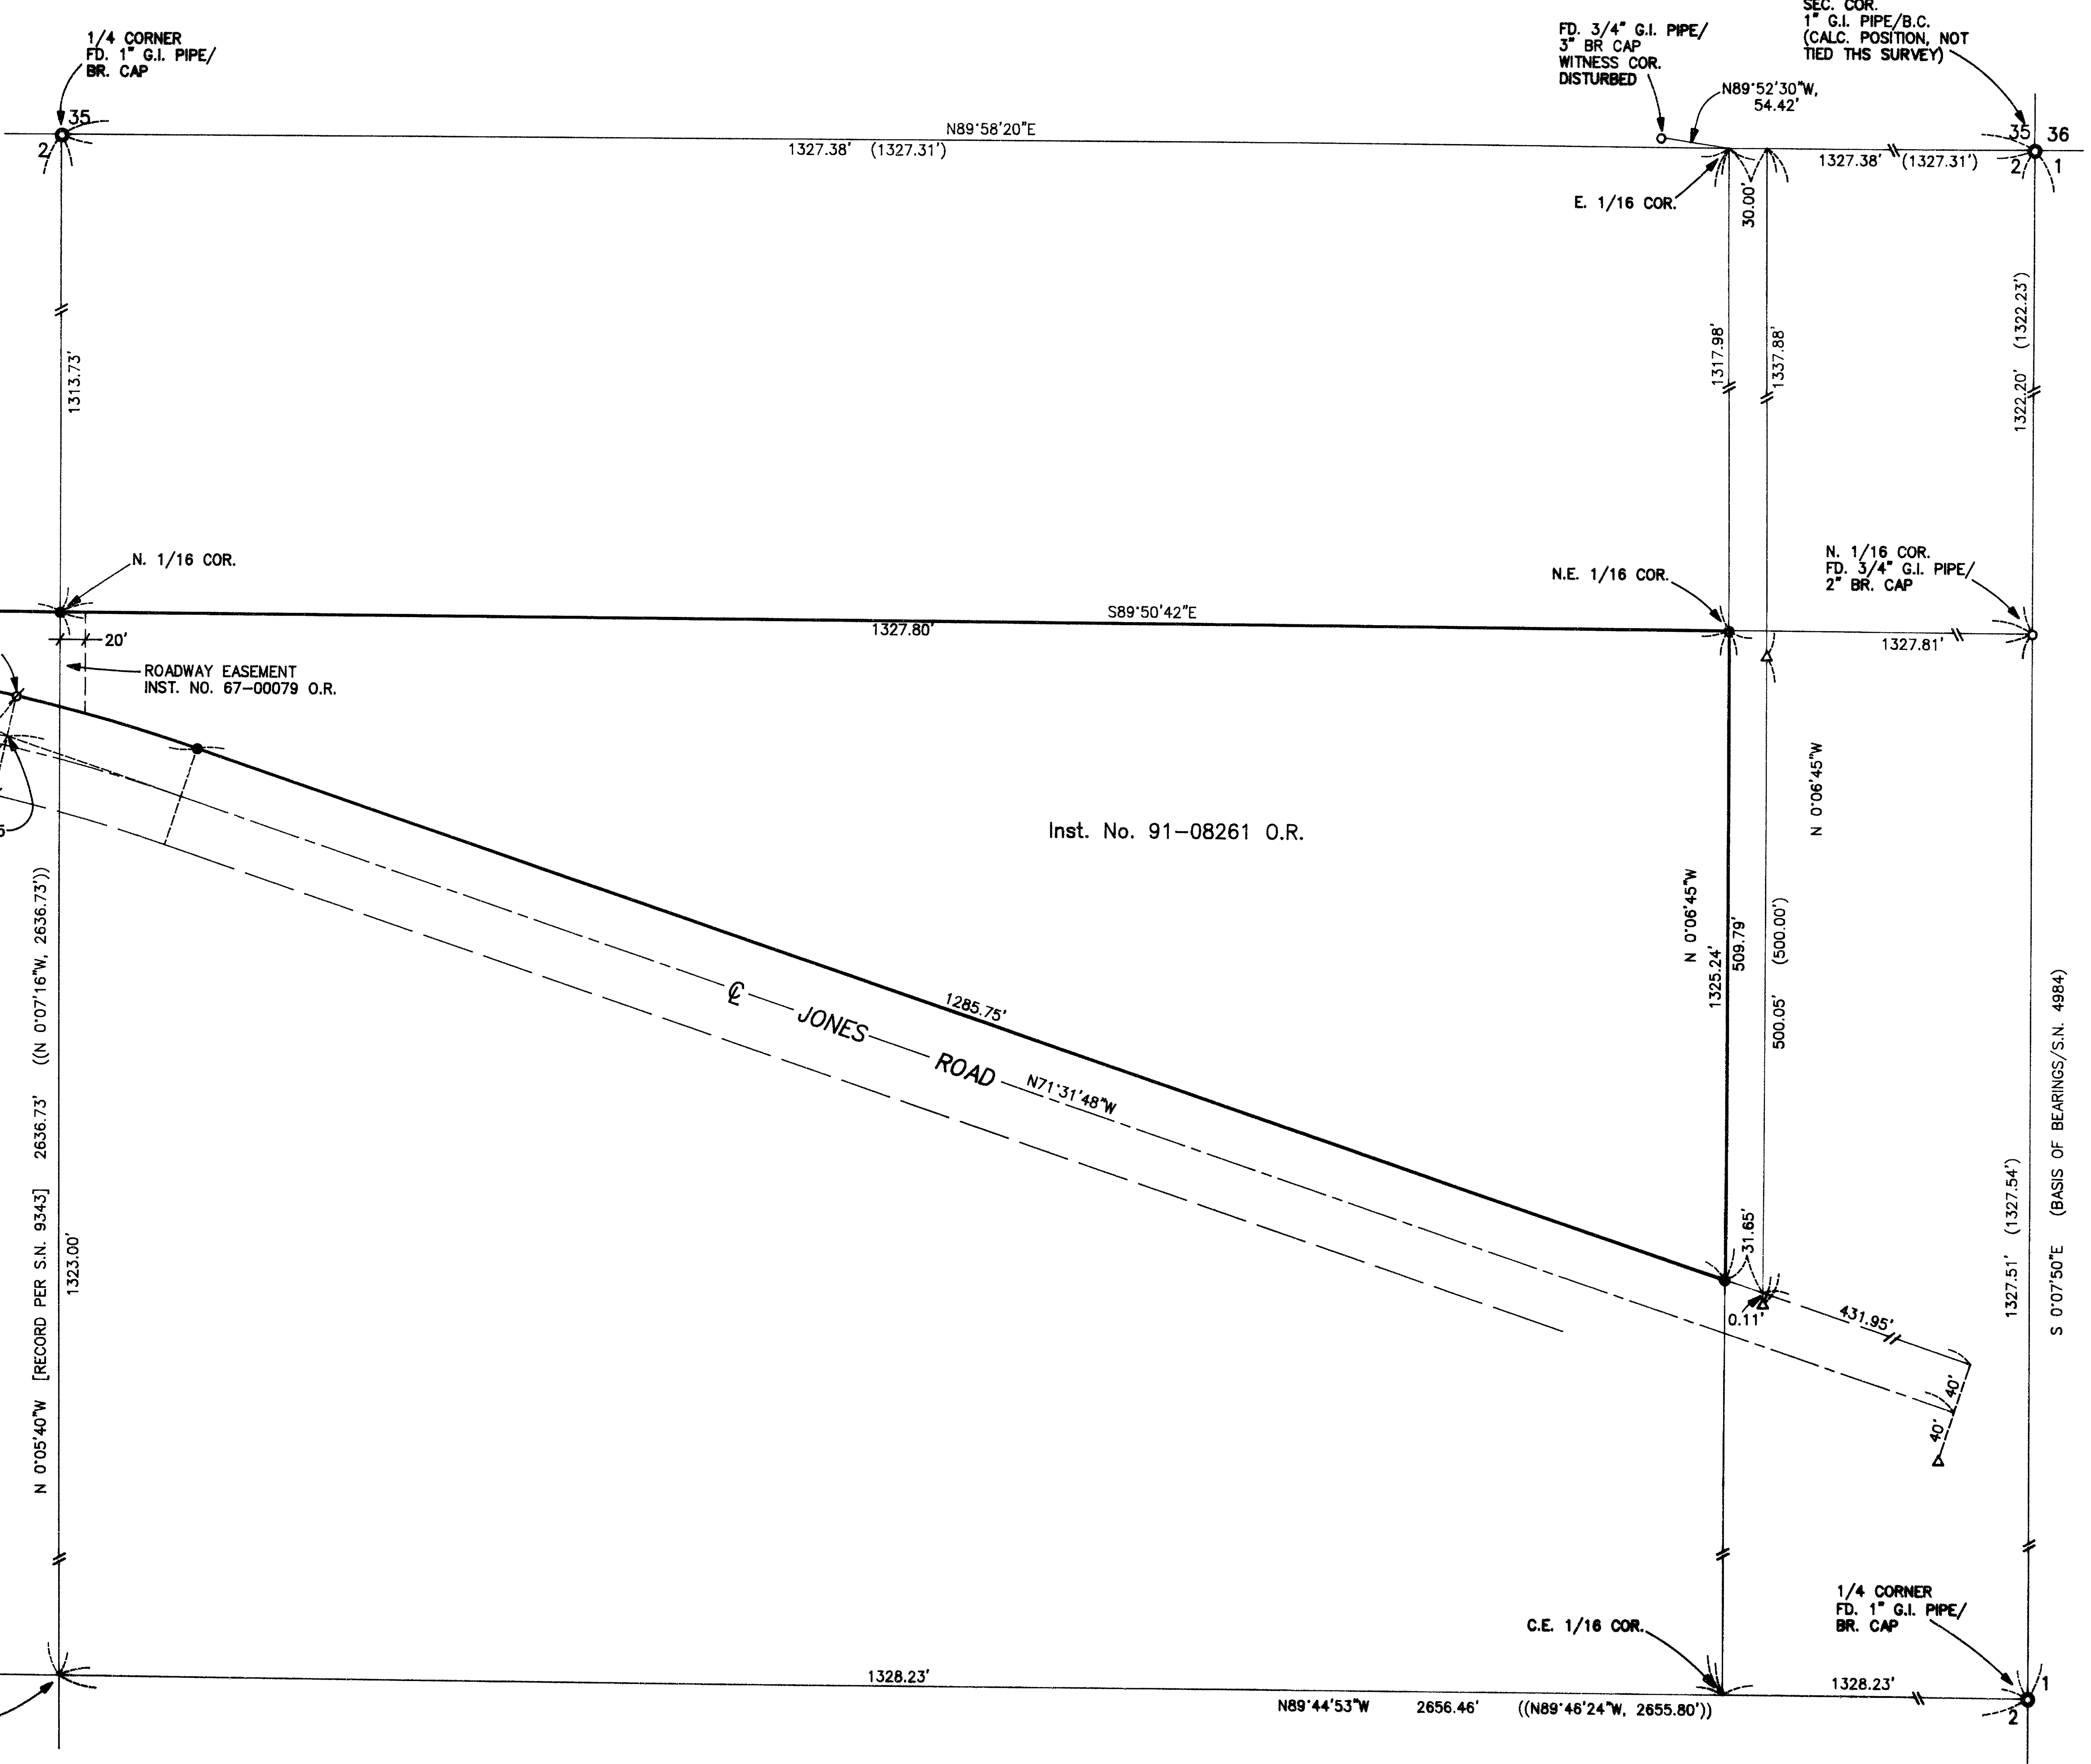 SEC. COR.
1" G.I. PIPE/B.C.
(CALC. POSITION, NOT
TIED THS SURVEY)
1/4 CORNER
FD. 1" G.I. PIPE/
BR. CAP
FD. 3/4" G.I. PIPE/
3" BR CAP
WITNESS COR.
DISTURBED
N89°52'30"W,
54.42'
35
2
N89°58'20"E
1327.38' (1327.31')
35 36
2 1
1327.38' (1327.31')
E. 1/16 COR.
30.00'
1313.73'
1317.98'
1337.88'
1322.20' (1322.23')
N. 1/16 COR.
N.E. 1/16 COR.
N. 1/16 COR.
FD. 3/4" G.I. PIPE/
2" BR. CAP
S89°50'42"E
1327.80'
1327.81'
20'
ROADWAY EASEMENT
INST. NO. 67-00079 O.R.
Inst. No. 91-08261 O.R.
N 0°06'45"W
N 0°06'45"W
1325.24'
509.79'
500.05' (500.00')
N 0°05'40"W [RECORD PER S.N. 9343] 2636.73' ((N 0°07'16"W, 2636.73'))
1323.00'
℄ JONES ROAD
1285.75'
N71°31'48"W
31.65'
0.11'
431.95'
40'
40'
1327.51' (1327.54')
S 0°07'50"E (BASIS OF BEARINGS/S.N. 4984)
C.E. 1/16 COR.
1/4 CORNER
FD. 1" G.I. PIPE/
BR. CAP
1328.23'
1328.23'
1
2
N89°44'53"W 2656.46' ((N89°46'24"W, 2655.80'))